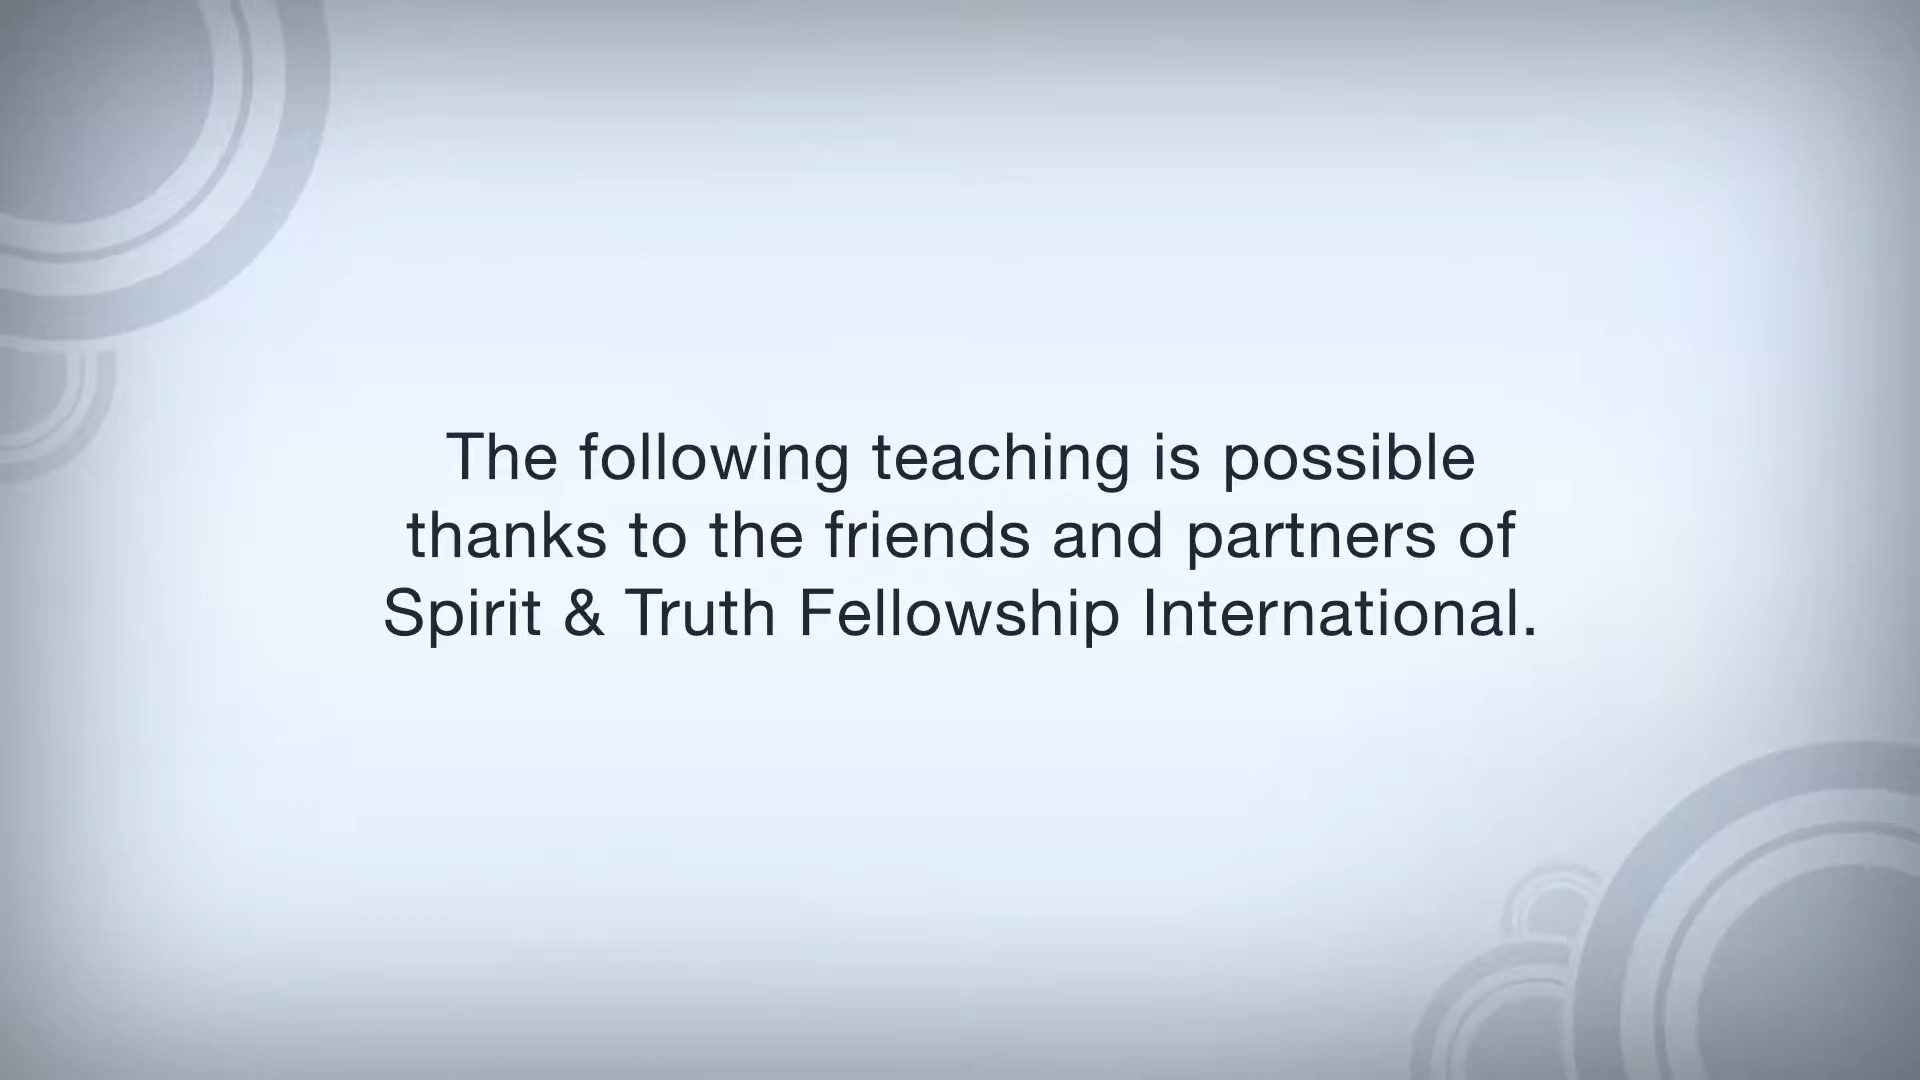 The following teaching is possible
thanks to the friends and partners of
Spirit & Truth Fellowship International.